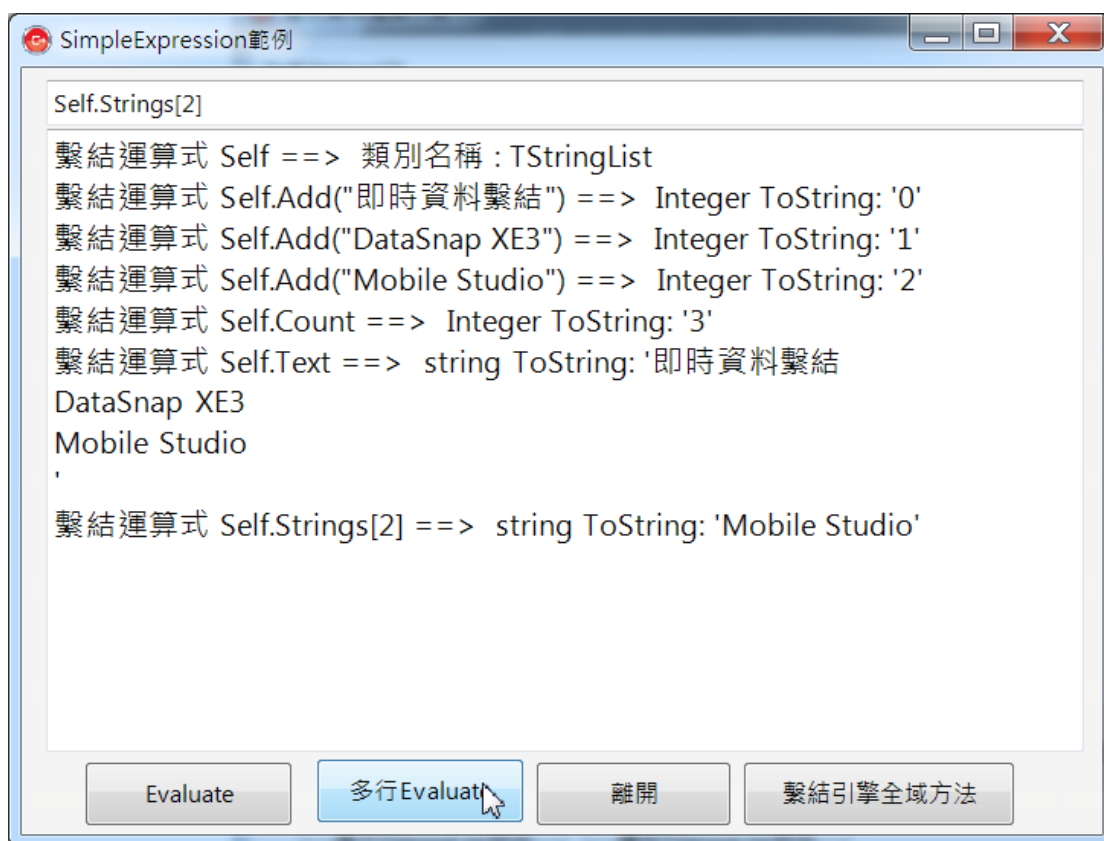 SimpleExpression範例
Self.Strings[2]
繫結運算式 Self ==> 類別名稱 : TStringList
繫結運算式 Self.Add("即時資料繫結") ==> Integer ToString: '0'
繫結運算式 Self.Add("DataSnap XE3") ==> Integer ToString: '1'
繫結運算式 Self.Add("Mobile Studio") ==> Integer ToString: '2'
繫結運算式 Self.Count ==> Integer ToString: '3'
繫結運算式 Self.Text ==> string ToString: '即時資料繫結
DataSnap XE3
Mobile Studio
'
繫結運算式 Self.Strings[2] ==> string ToString: 'Mobile Studio'
Evaluate
多行Evaluate
離開
繫結引擎全域方法